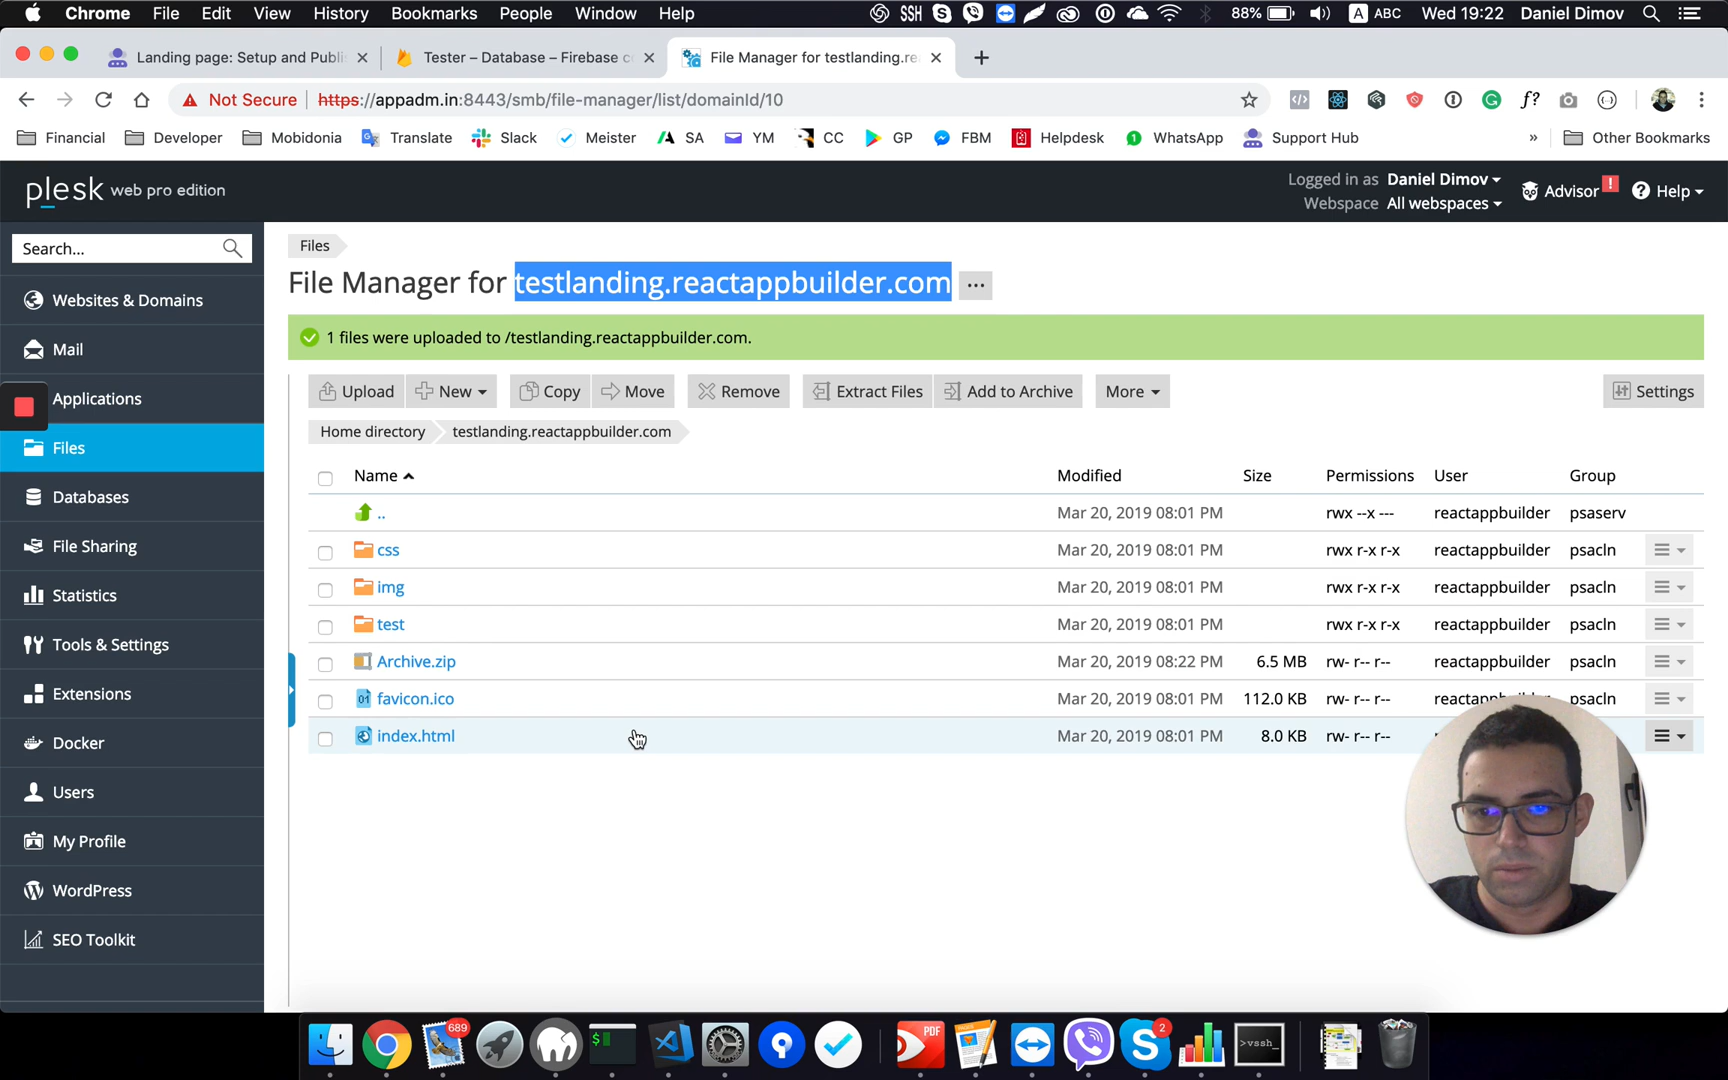 Chrome File Edit View History Bookmarks People Window Help SSH 88% A ABC Wed 19:22 Daniel Dimov
Landing page: Setup and Publi Tester – Database – Firebase co File Manager for testlanding.rea
Not Secure https://appadm.in:8443/smb/file-manager/list/domainId/10 f?
Financial Developer Mobidonia Translate Slack Meister SA YM CC GP FBM Helpdesk WhatsApp Support Hub » Other Bookmarks
plesk web pro edition
Logged in as Daniel Dimov
Webspace All webspaces
Advisor ! Help
Search...
Websites & Domains
Mail
Applications
Files
Databases
File Sharing
Statistics
Tools & Settings
Extensions
Docker
Users
My Profile
WordPress
SEO Toolkit
Files
File Manager for testlanding.reactappbuilder.com ...
1 files were uploaded to /testlanding.reactappbuilder.com.
Upload New Copy Move Remove Extract Files Add to Archive More Settings
Home directory testlanding.reactappbuilder.com
Name Modified Size Permissions User Group
.. Mar 20, 2019 08:01 PM rwx --x --- reactappbuilder psaserv
css Mar 20, 2019 08:01 PM rwx r-x r-x reactappbuilder psacln
img Mar 20, 2019 08:01 PM rwx r-x r-x reactappbuilder psacln
test Mar 20, 2019 08:01 PM rwx r-x r-x reactappbuilder psacln
Archive.zip Mar 20, 2019 08:22 PM 6.5 MB rw- r-- r-- reactappbuilder psacln
01 favicon.ico Mar 20, 2019 08:01 PM 112.0 KB rw- r-- r-- psacln
index.html Mar 20, 2019 08:01 PM 8.0 KB rw- r-- r--
689 $ PDF 2 >vssh_